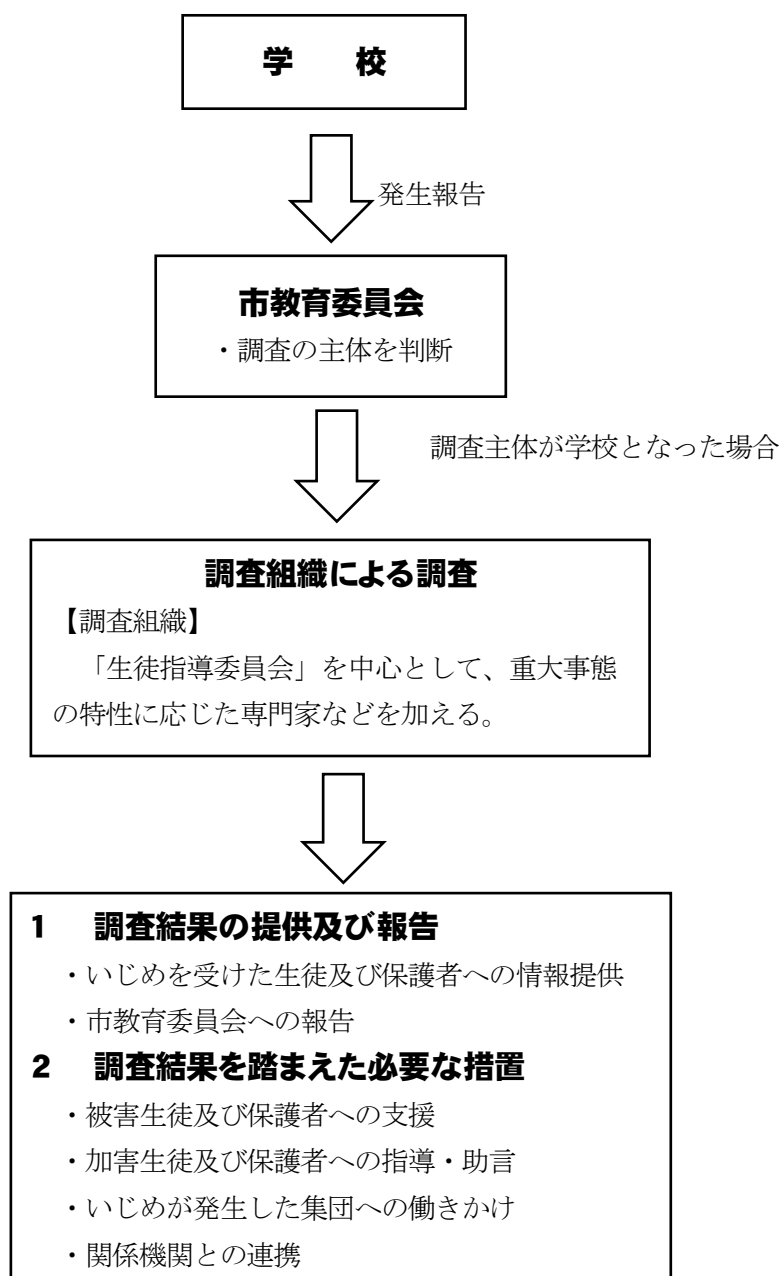 学　校
発生報告
市教育委員会
・調査の主体を判断
調査主体が学校となった場合
調査組織による調査
【調査組織】
「生徒指導委員会」を中心として、重大事態
の特性に応じた専門家などを加える。
1　調査結果の提供及び報告
・いじめを受けた生徒及び保護者への情報提供
・市教育委員会への報告
2　調査結果を踏まえた必要な措置
・被害生徒及び保護者への支援
・加害生徒及び保護者への指導・助言
・いじめが発生した集団への働きかけ
・関係機関との連携